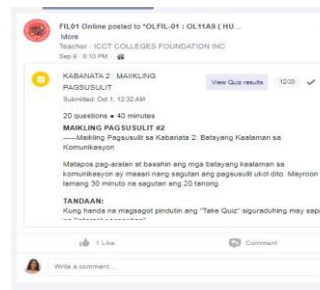 FIL01 Online posted to *OLFIL-01 : OL11A9 ( HU...
More
Teacher · ICCT COLLEGES FOUNDATION INC
Sep 9 · 8:10 PM
KABANATA 2 : MAIIKLING
PAGSUSULIT
View Quiz results
12/20
Submitted: Oct 1, 12:32 AM
20 questions • 40 minutes
MAIKLING PAGSUSULIT #2
-----Maikling Pagsusulit sa Kabanata 2: Batayang Kaalaman sa
Komunikasyon
Matapos pag-aralan at basahin ang mga batayang kaalaman sa
komunikasyon ay maaari nang sagutan ang pagsusulit ukol dito. Mayroon
lamang 30 minuto na sagutan ang 20 tanong.
TANDAAN:
Kung handa na magsagot pindutin ang "Take Quiz" siguraduhing may sapa
1 Like
Comment
Write a comment...